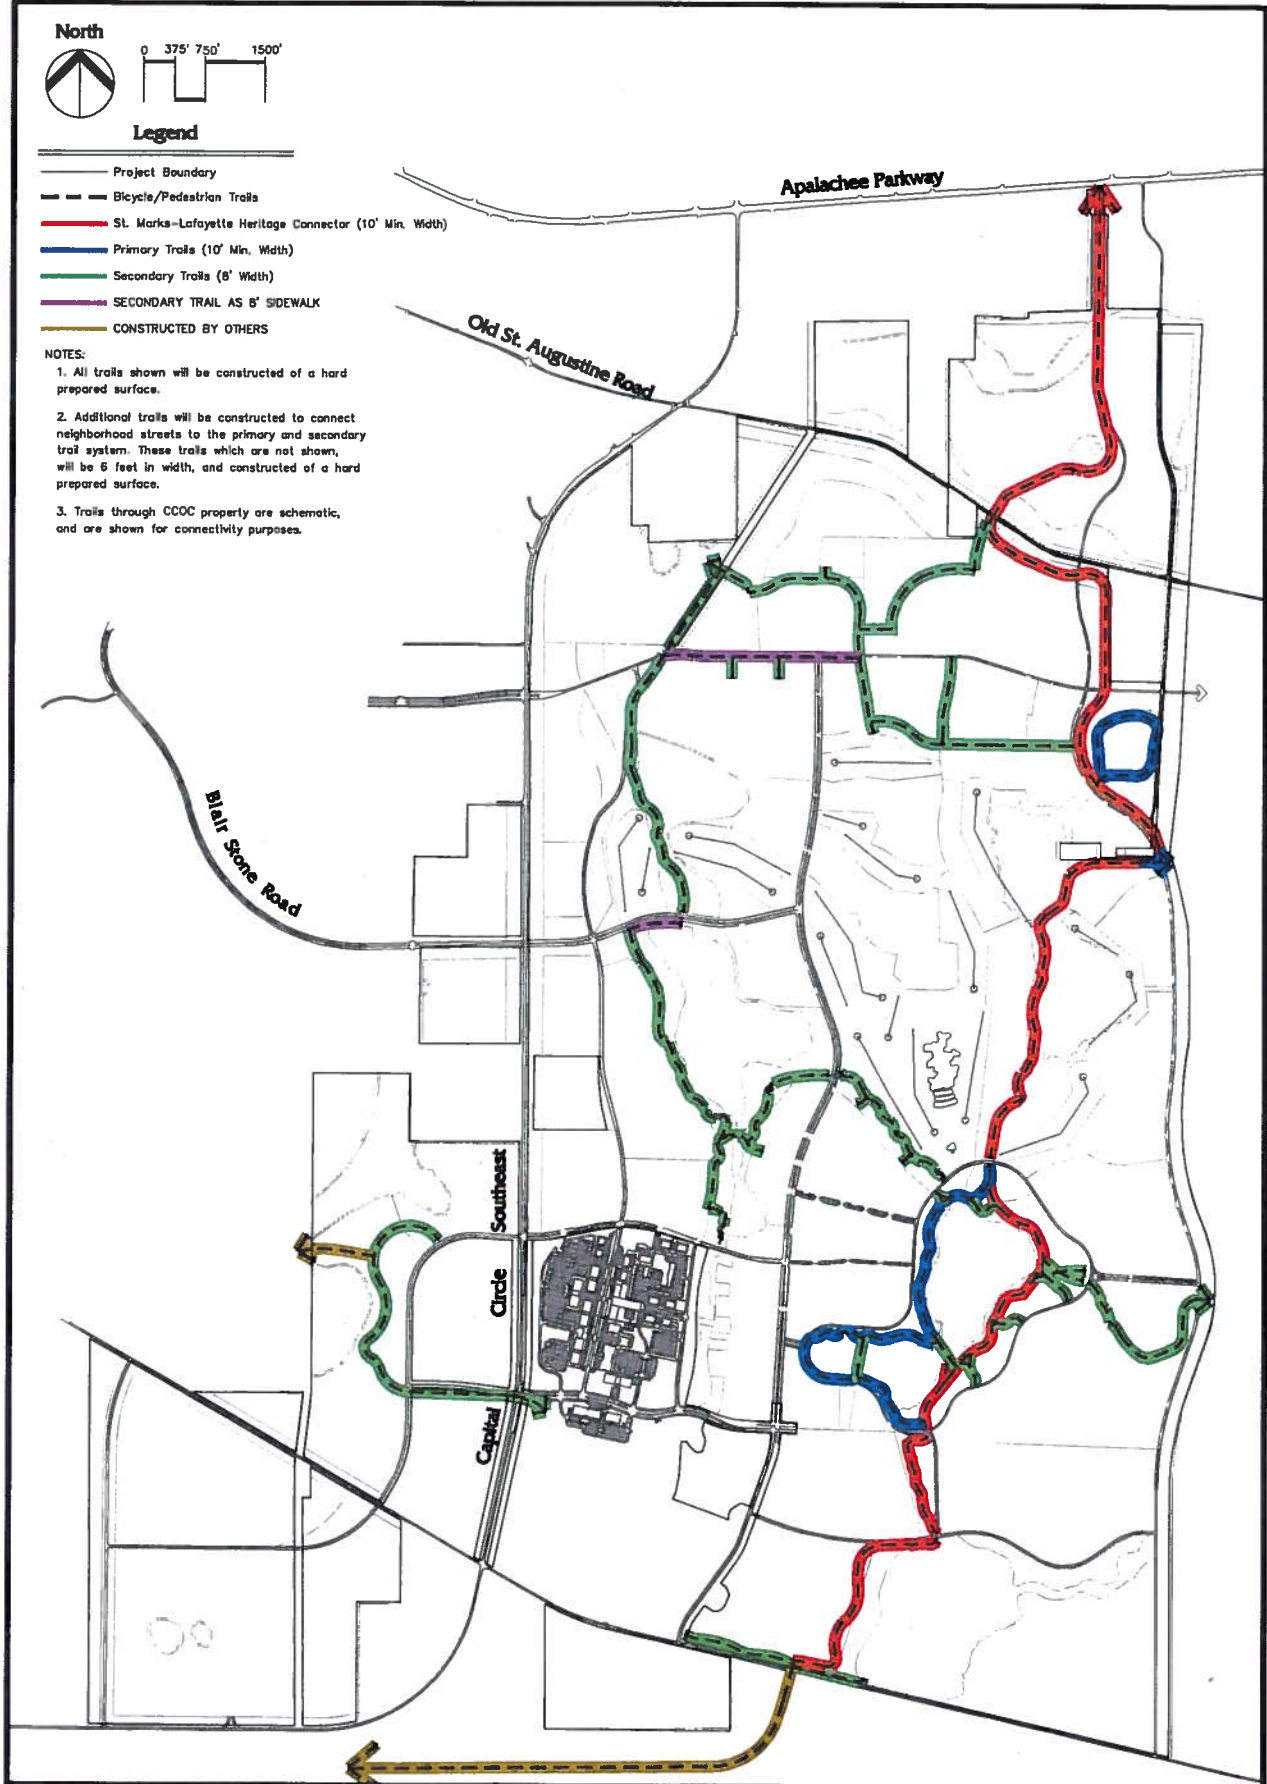 North
0 375' 750' 1500'
Legend
Project Boundary
Bicycle/Pedestrian Trails
St. Marks-Lafayette Heritage Connector (10' Min. Width)
Primary Trails (10' Min. Width)
Secondary Trails (8' Width)
SECONDARY TRAIL AS 8' SIDEWALK
CONSTRUCTED BY OTHERS
NOTES:
1. All trails shown will be constructed of a hard
prepared surface.
2. Additional trails will be constructed to connect
neighborhood streets to the primary and secondary
trail system. These trails which are not shown,
will be 6 feet in width, and constructed of a hard
prepared surface.
3. Trails through CCOC property are schematic,
and are shown for connectivity purposes.
Apalachee Parkway
Old St. Augustine Road
Blair Stone Road
Capital Circle Southeast